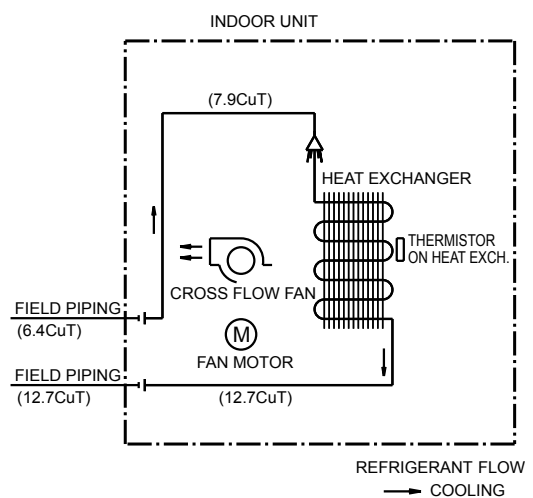 INDOOR UNIT
(7.9CuT)
HEAT EXCHANGER
THERMISTOR
ON HEAT EXCH.
CROSS FLOW FAN
FIELD PIPING
(6.4CuT)
M
FAN MOTOR
FIELD PIPING
(12.7CuT)
(12.7CuT)
REFRIGERANT FLOW
COOLING